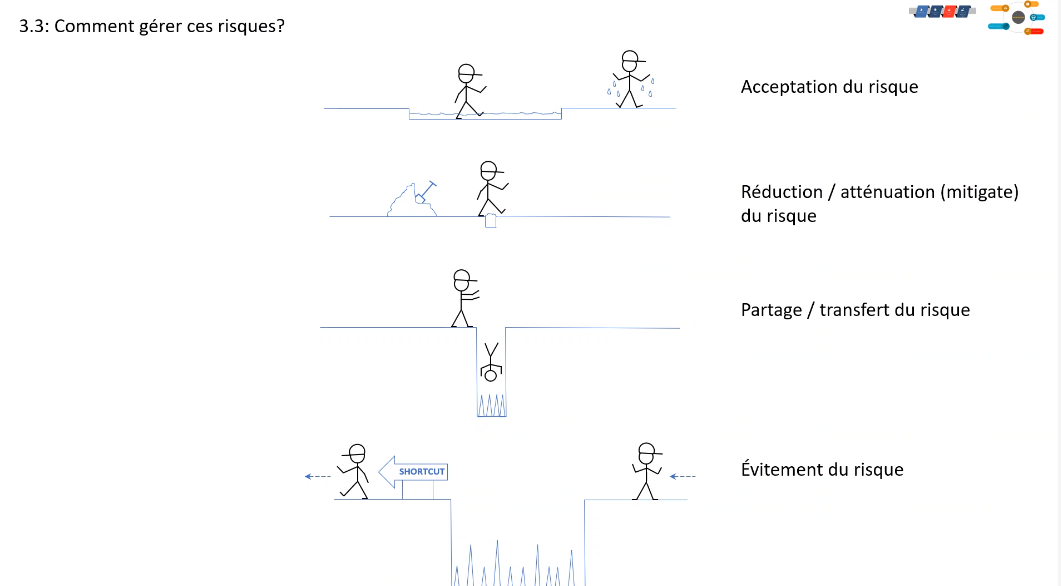 3.3: Comment gérer ces risques?
Acceptation du risque
Réduction / atténuation (mitigate)
du risque
Partage / transfert du risque
SHORTCUT
Évitement du risque